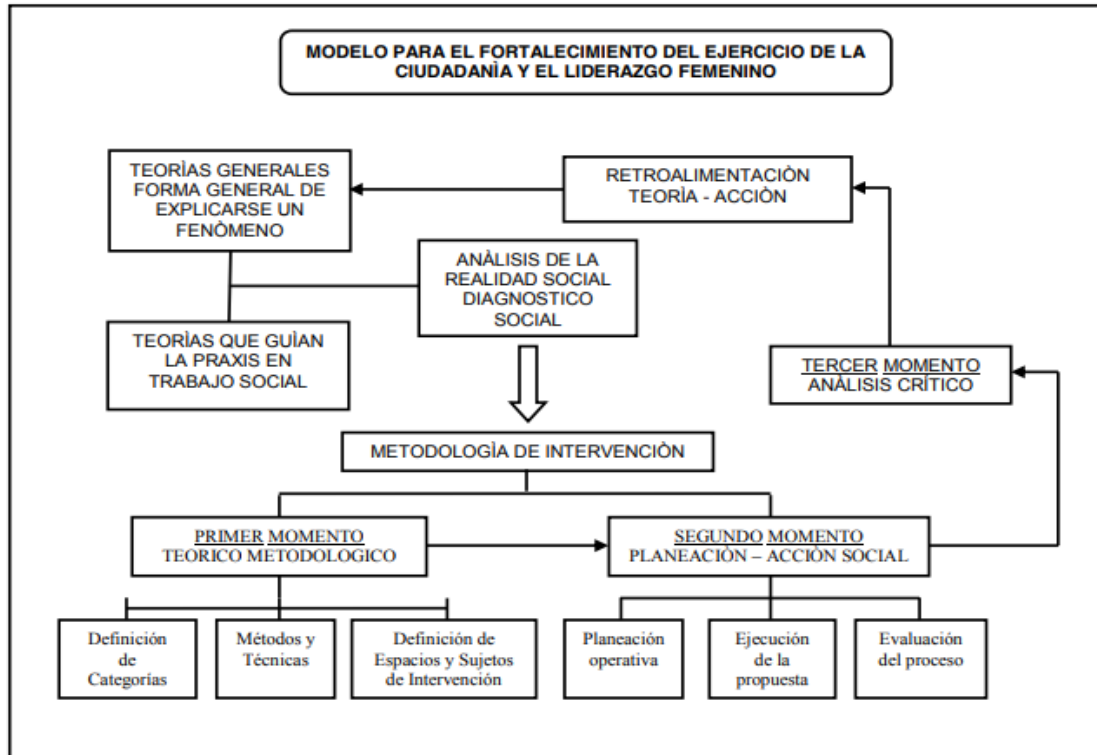 MODELO PARA EL FORTALECIMIENTO DEL EJERCICIO DE LA
CIUDADANÌA Y EL LIDERAZGO FEMENINO
TEORÌAS GENERALES
FORMA GENERAL DE
EXPLICARSE UN
FENÒMENO
RETROALIMENTACIÒN
TEORÌA - ACCIÒN
ANÀLISIS DE LA
REALIDAD SOCIAL
DIAGNOSTICO
SOCIAL
TEORÌAS QUE GUÌAN
LA PRAXIS EN
TRABAJO SOCIAL
TERCER MOMENTO
ANÀLISIS CRÍTICO
METODOLOGÌA DE INTERVENCIÒN
PRIMER MOMENTO
TEORICO METODOLOGICO
SEGUNDO MOMENTO
PLANEACIÒN – ACCIÒN SOCIAL
Definición
de
Categorías
Métodos y
Técnicas
Definición de
Espacios y Sujetos
de Intervención
Planeación
operativa
Ejecución
de la
propuesta
Evaluación
del proceso